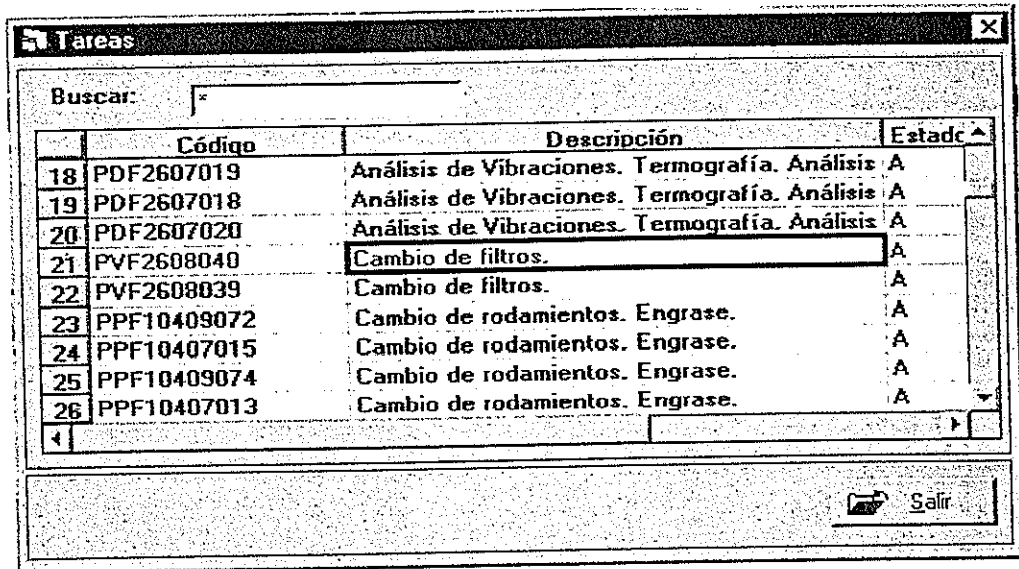 Tareas
Buscar: *
Código Descripción Estado
18 PDF2607019 Análisis de Vibraciones. Termografía. Análisis A
19 PDF2607018 Análisis de Vibraciones. Termografía. Análisis A
20 PDF2607020 Análisis de Vibraciones. Termografía. Análisis A
21 PVF2608040 Cambio de filtros. A
22 PVF2608039 Cambio de filtros. A
23 PPF10409072 Cambio de rodamientos. Engrase. A
24 PPF10407015 Cambio de rodamientos. Engrase. A
25 PPF10409074 Cambio de rodamientos. Engrase. A
26 PPF10407013 Cambio de rodamientos. Engrase. A
Salir